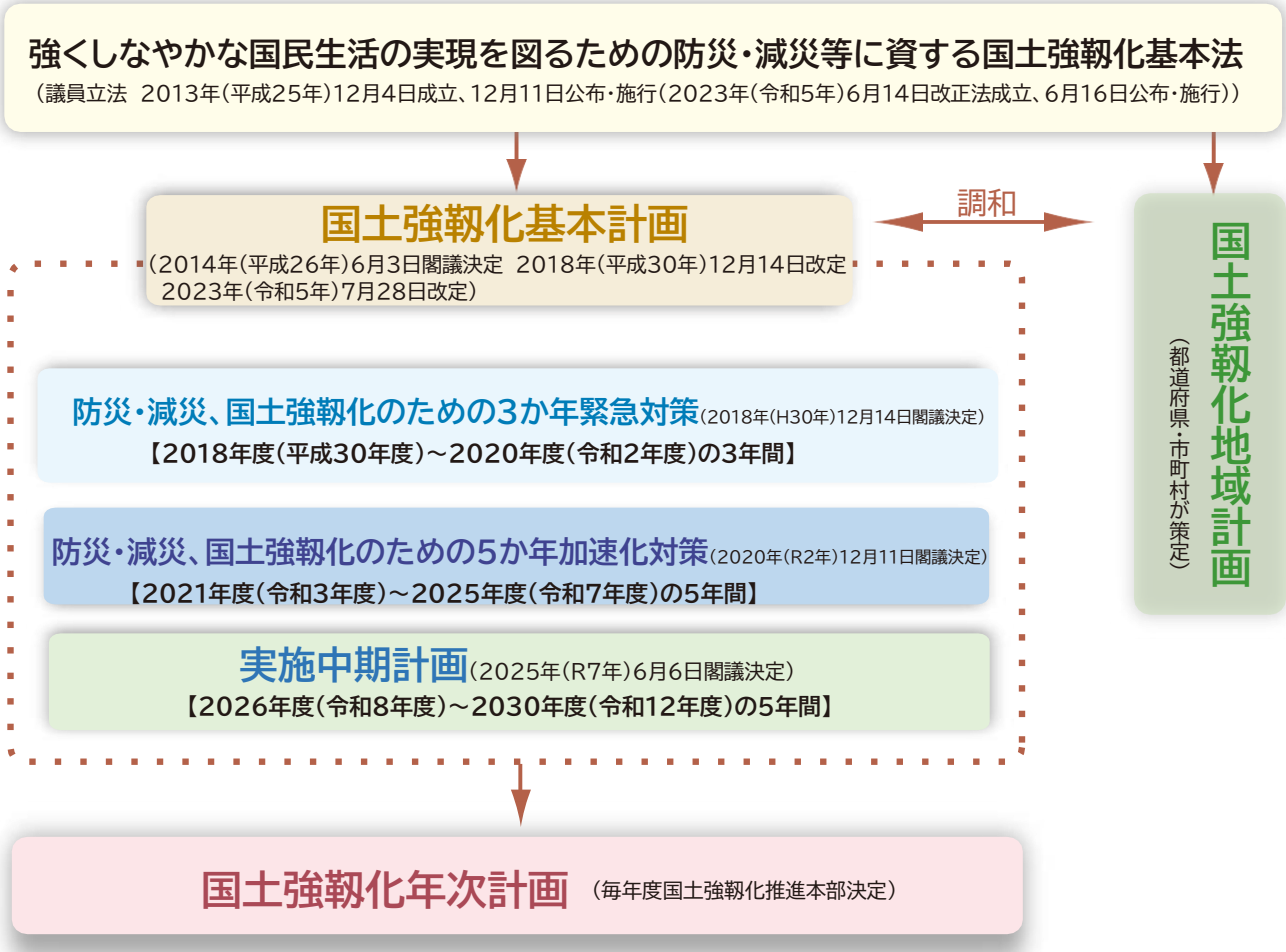 強くしなやかな国民生活の実現を図るための防災・減災等に資する国土強靱化基本法
（議員立法 2013年(平成25年)12月4日成立、12月11日公布・施行(2023年(令和5年)6月14日改正法成立、6月16日公布・施行)）
国土強靱化基本計画
（2014年(平成26年)6月3日閣議決定 2018年(平成30年)12月14日改定
2023年(令和5年)7月28日改定）
調和
国土強靱化地域計画
（都道府県・市町村が策定）
防災・減災、国土強靱化のための3か年緊急対策(2018年(H30年)12月14日閣議決定)
【2018年度(平成30年度)～2020年度(令和2年度)の3年間】
防災・減災、国土強靱化のための5か年加速化対策(2020年(R2年)12月11日閣議決定)
【2021年度(令和3年度)～2025年度(令和7年度)の5年間】
実施中期計画(2025年(R7年)6月6日閣議決定)
【2026年度(令和8年度)～2030年度(令和12年度)の5年間】
国土強靱化年次計画 （毎年度国土強靱化推進本部決定）